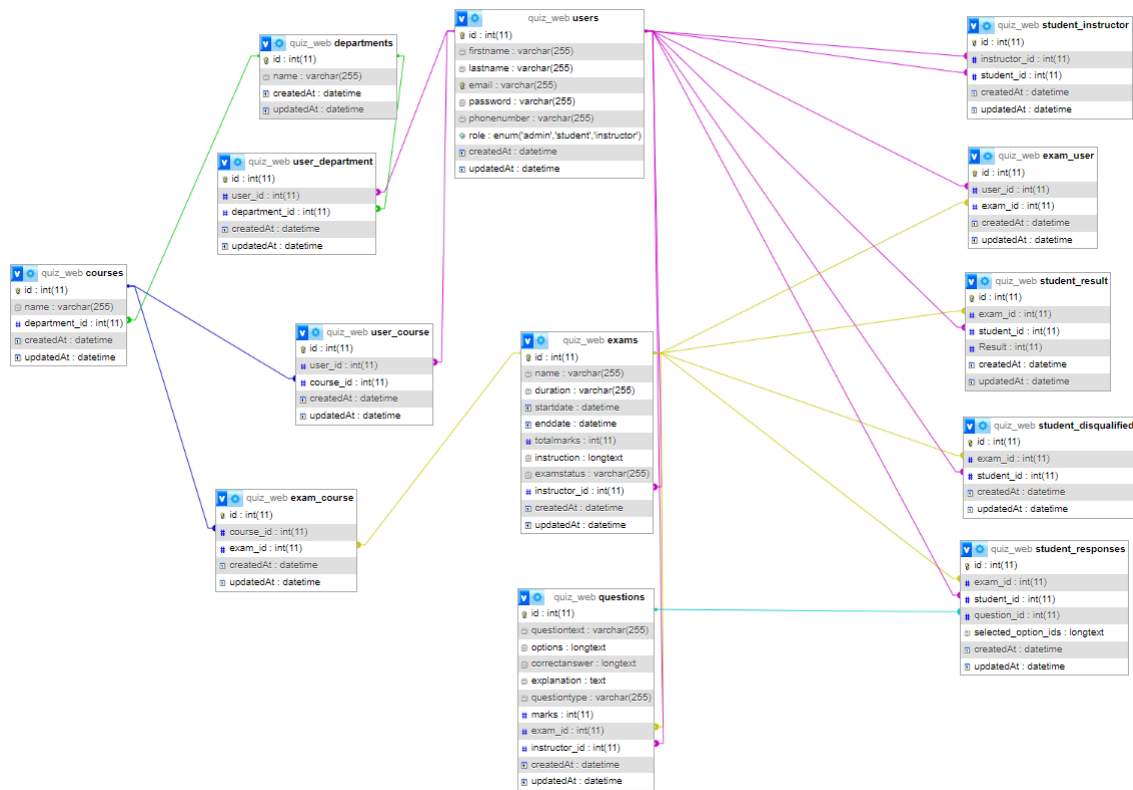 quiz_web users
id : int(11)
firstname : varchar(255)
lastname : varchar(255)
email : varchar(255)
password : varchar(255)
phonenumber : varchar(255)
role : enum('admin','student','instructor')
createdAt : datetime
updatedAt : datetime
quiz_web departments
id : int(11)
name : varchar(255)
createdAt : datetime
updatedAt : datetime
quiz_web student_instructor
id : int(11)
instructor_id : int(11)
student_id : int(11)
createdAt : datetime
updatedAt : datetime
quiz_web user_department
id : int(11)
user_id : int(11)
department_id : int(11)
createdAt : datetime
updatedAt : datetime
quiz_web exam_user
id : int(11)
user_id : int(11)
exam_id : int(11)
createdAt : datetime
updatedAt : datetime
quiz_web courses
id : int(11)
name : varchar(255)
department_id : int(11)
createdAt : datetime
updatedAt : datetime
quiz_web student_result
id : int(11)
exam_id : int(11)
student_id : int(11)
Result : int(11)
createdAt : datetime
updatedAt : datetime
quiz_web user_course
id : int(11)
user_id : int(11)
course_id : int(11)
createdAt : datetime
updatedAt : datetime
quiz_web exams
id : int(11)
name : varchar(255)
duration : varchar(255)
startdate : datetime
enddate : datetime
totalmarks : int(11)
instruction : longtext
examstatus : varchar(255)
instructor_id : int(11)
createdAt : datetime
updatedAt : datetime
quiz_web student_disqualified
id : int(11)
exam_id : int(11)
student_id : int(11)
createdAt : datetime
updatedAt : datetime
quiz_web exam_course
id : int(11)
course_id : int(11)
exam_id : int(11)
createdAt : datetime
updatedAt : datetime
quiz_web student_responses
id : int(11)
exam_id : int(11)
student_id : int(11)
question_id : int(11)
selected_option_ids : longtext
createdAt : datetime
updatedAt : datetime
quiz_web questions
id : int(11)
questiontext : varchar(255)
options : longtext
correctanswer : longtext
explanation : text
questiontype : varchar(255)
marks : int(11)
exam_id : int(11)
instructor_id : int(11)
createdAt : datetime
updatedAt : datetime